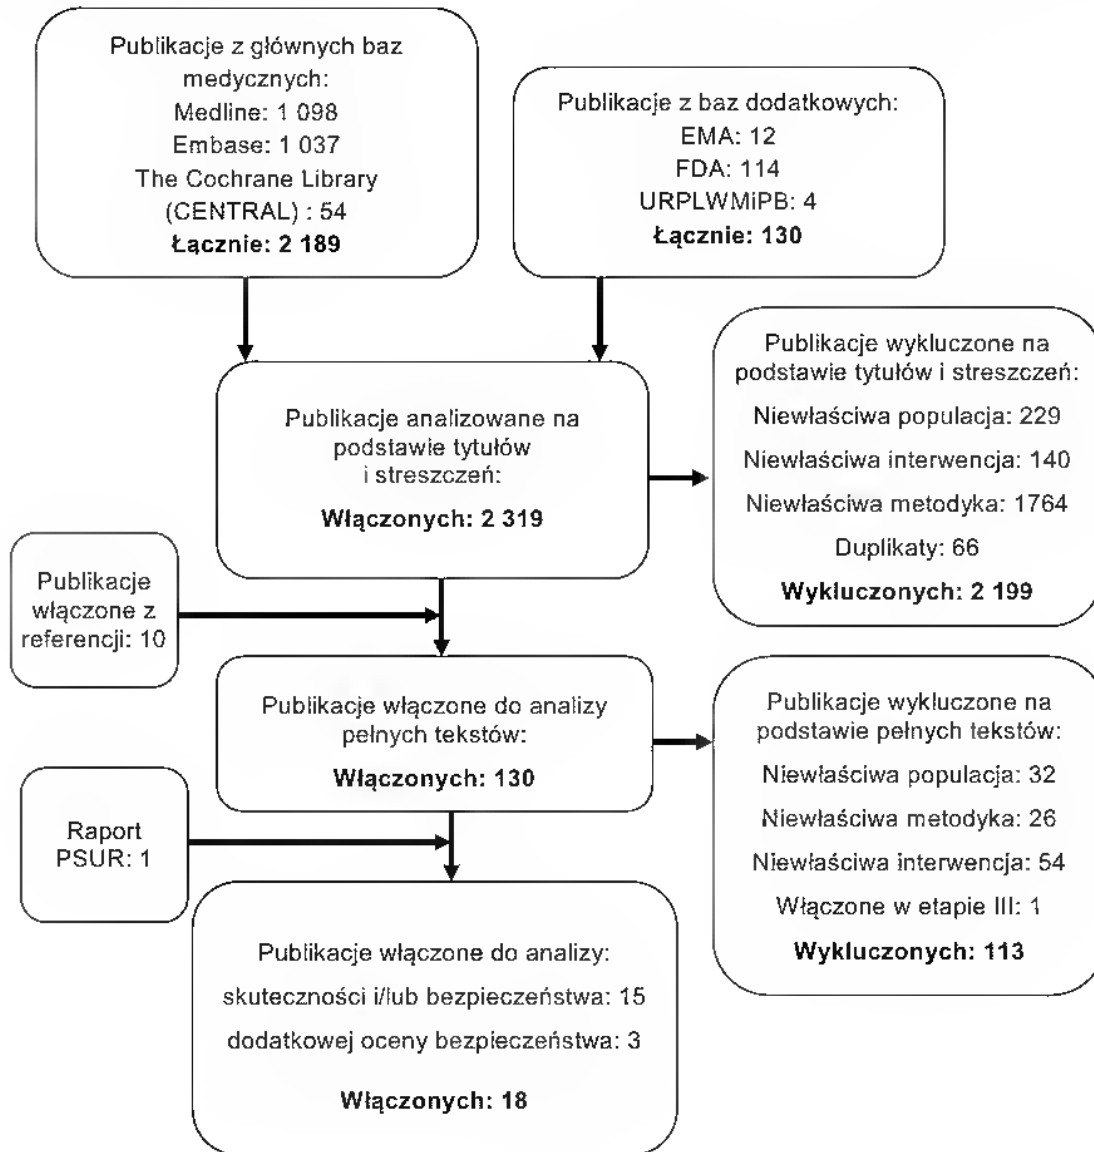 Publikacje z głównych baz
medycznych:
Medline: 1 098
Embase: 1 037
The Cochrane Library
(CENTRAL) : 54
Łącznie: 2 189
Publikacje z baz dodatkowych:
EMA: 12
FDA: 114
URPLWMiPB: 4
Łącznie: 130
Publikacje analizowane na
podstawie tytułów
i streszczeń:
Włączonych: 2 319
Publikacje wykluczone na
podstawie tytułów i streszczeń:
Niewłaściwa populacja: 229
Niewłaściwa interwencja: 140
Niewłaściwa metodyka: 1764
Duplikaty: 66
Wykluczonych: 2 199
Publikacje
włączone z
referencji: 10
Publikacje włączone do analizy
pełnych tekstów:
Włączonych: 130
Publikacje wykluczone na
podstawie pełnych tekstów:
Niewłaściwa populacja: 32
Niewłaściwa metodyka: 26
Niewłaściwa interwencja: 54
Włączone w etapie III: 1
Wykluczonych: 113
Raport
PSUR: 1
Publikacje włączone do analizy:
skuteczności i/lub bezpieczeństwa: 15
dodatkowej oceny bezpieczeństwa: 3
Włączonych: 18